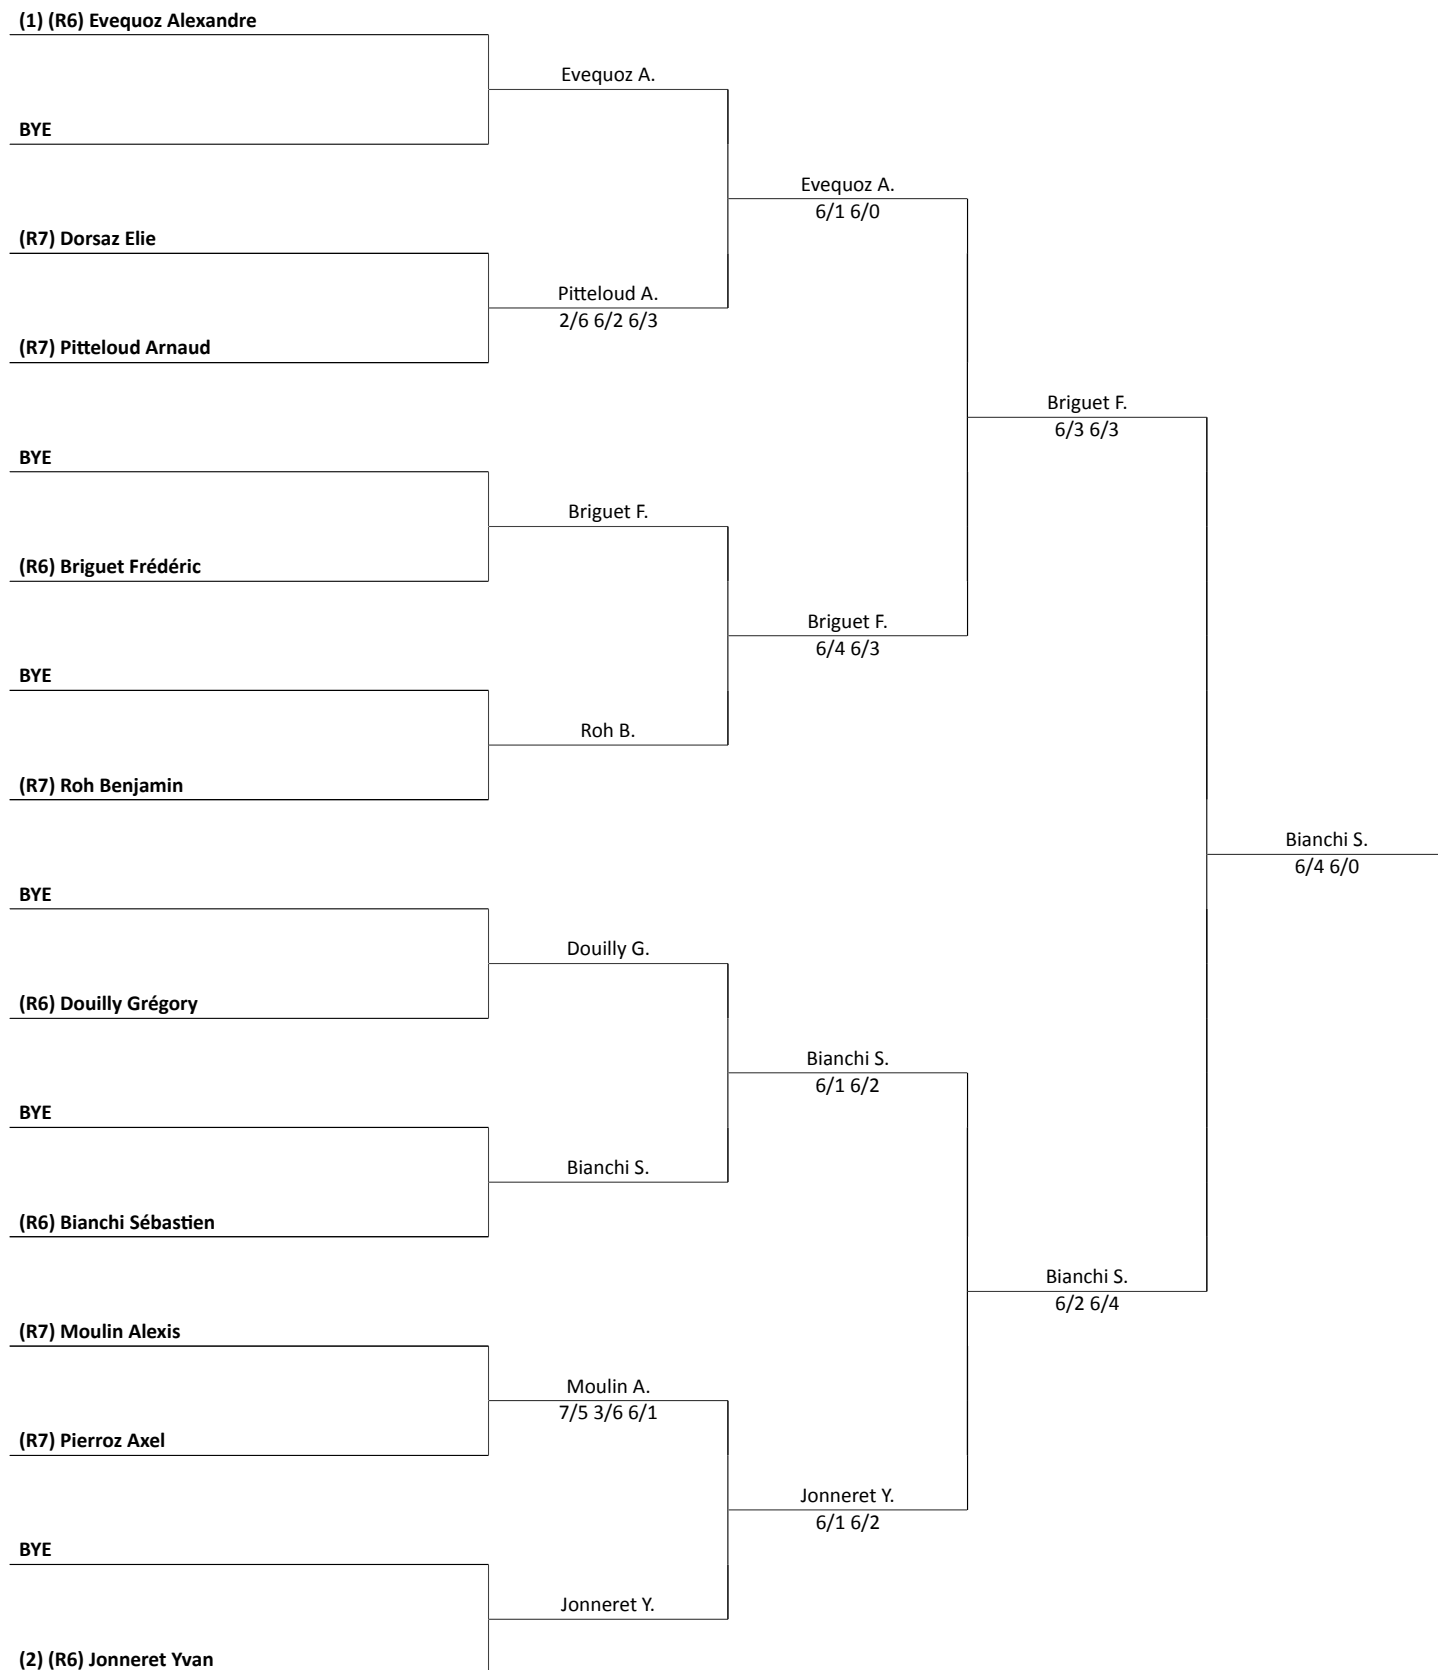 (1) (R6) Evequoz Alexandre
Evequoz A.
BYE
Evequoz A.
6/1 6/0
(R7) Dorsaz Elie
Pitteloud A.
2/6 6/2 6/3
(R7) Pitteloud Arnaud
Briguet F.
6/3 6/3
BYE
Briguet F.
(R6) Briguet Frédéric
Briguet F.
6/4 6/3
BYE
Roh B.
(R7) Roh Benjamin
Bianchi S.
6/4 6/0
BYE
Douilly G.
(R6) Douilly Grégory
Bianchi S.
6/1 6/2
BYE
Bianchi S.
(R6) Bianchi Sébastien
Bianchi S.
6/2 6/4
(R7) Moulin Alexis
Moulin A.
7/5 3/6 6/1
(R7) Pierroz Axel
Jonneret Y.
6/1 6/2
BYE
Jonneret Y.
(2) (R6) Jonneret Yvan